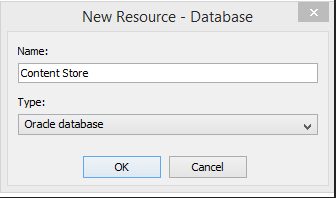 New Resource - Database
Name:
Content Store
Type:
Oracle database
OK
Cancel